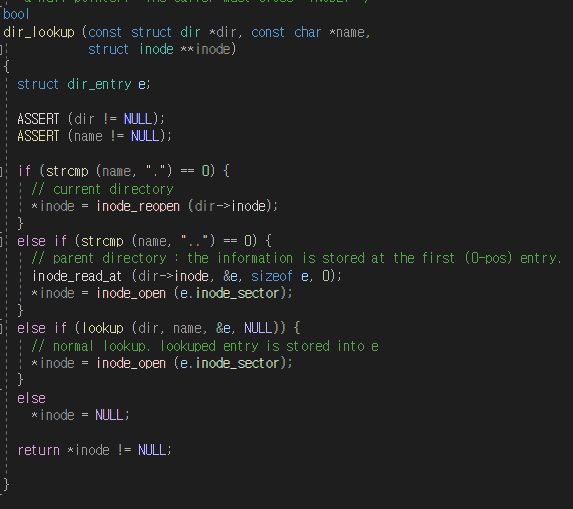 bool
dir_lookup (const struct dir *dir, const char *name,
            struct inode **inode)
{
  struct dir_entry e;

  ASSERT (dir != NULL);
  ASSERT (name != NULL);

  if (strcmp (name, ".") == 0) {
    // current directory
    *inode = inode_reopen (dir->inode);
  }
  else if (strcmp (name, "..") == 0) {
    // parent directory : the information is stored at the first (0-pos) entry.
    inode_read_at (dir->inode, &e, sizeof e, 0);
    *inode = inode_open (e.inode_sector);
  }
  else if (lookup (dir, name, &e, NULL)) {
    // normal lookup. lookuped entry is stored into e
    *inode = inode_open (e.inode_sector);
  }
  else
    *inode = NULL;

  return *inode != NULL;

}